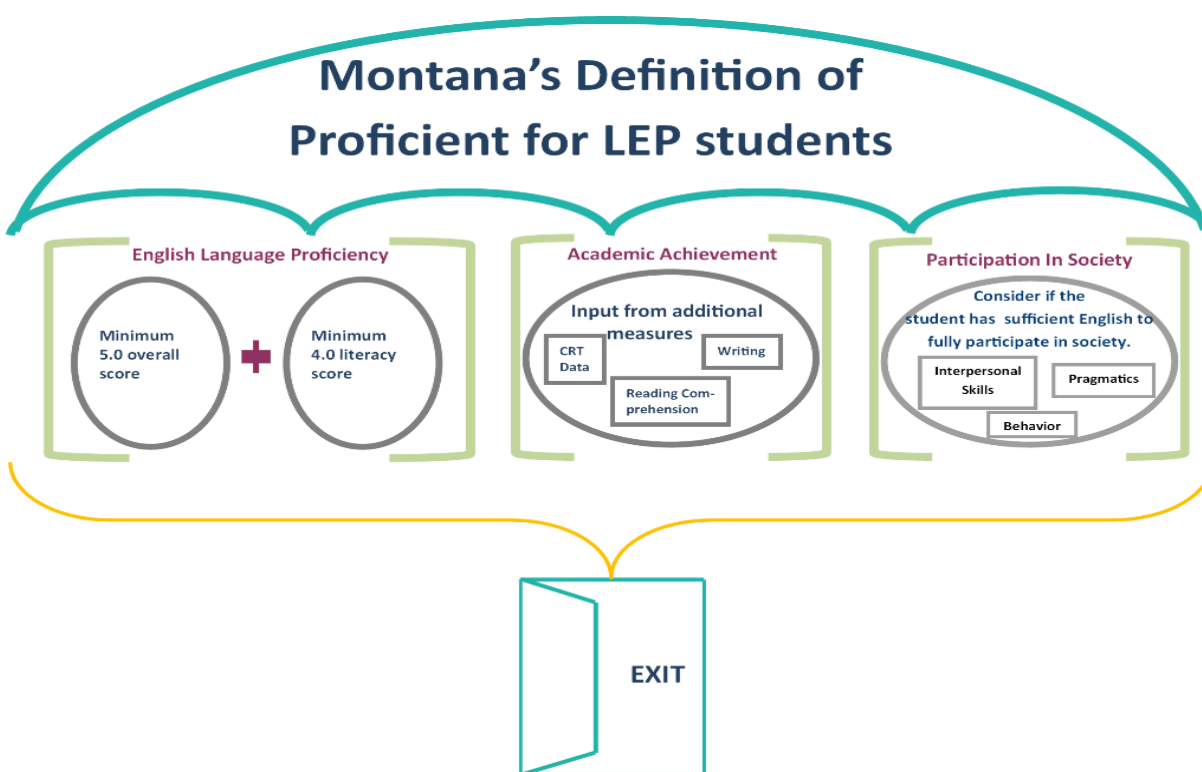 Montana's Definition of
Proficient for LEP students
English Language Proficiency
Minimum
5.0 overall
score
Minimum
4.0 literacy
score
Academic Achievement
Input from additional
measures
CRT
Data
Writing
Reading Com-
prehension
Participation In Society
Consider if the
student has sufficient English to
fully participate in society.
Interpersonal
Skills
Pragmatics
Behavior
EXIT